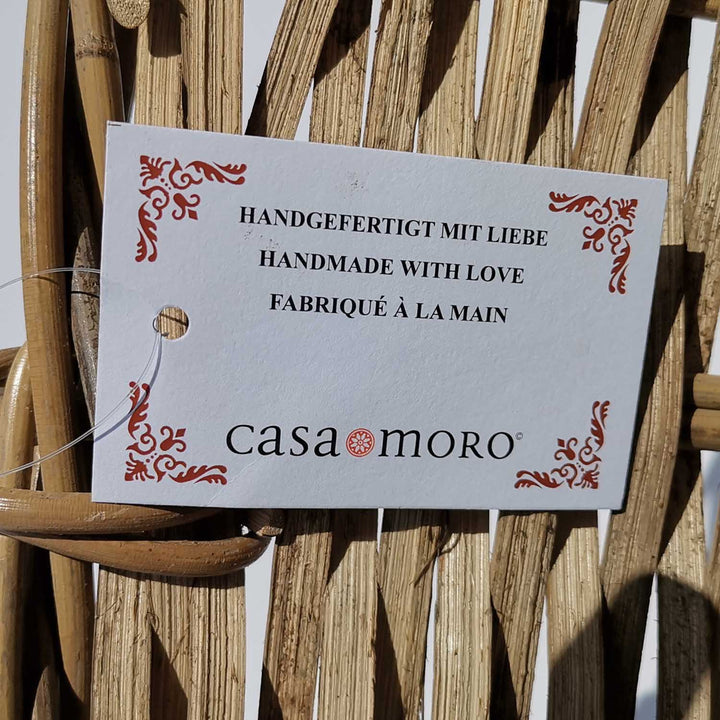 HANDGEFERTIGT MIT LIEBE
HANDMADE WITH LOVE
FABRIQUÉ À LA MAIN
casa moro©